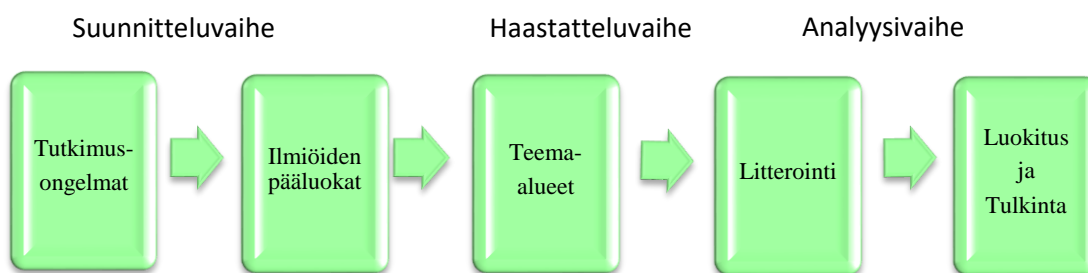 Suunnitteluvaihe
Haastatteluvaihe
Analyysivaihe
Tutkimus-
ongelmat
Ilmiöiden
pääluokat
Teema-
alueet
Litterointi
Luokitus
ja
Tulkinta